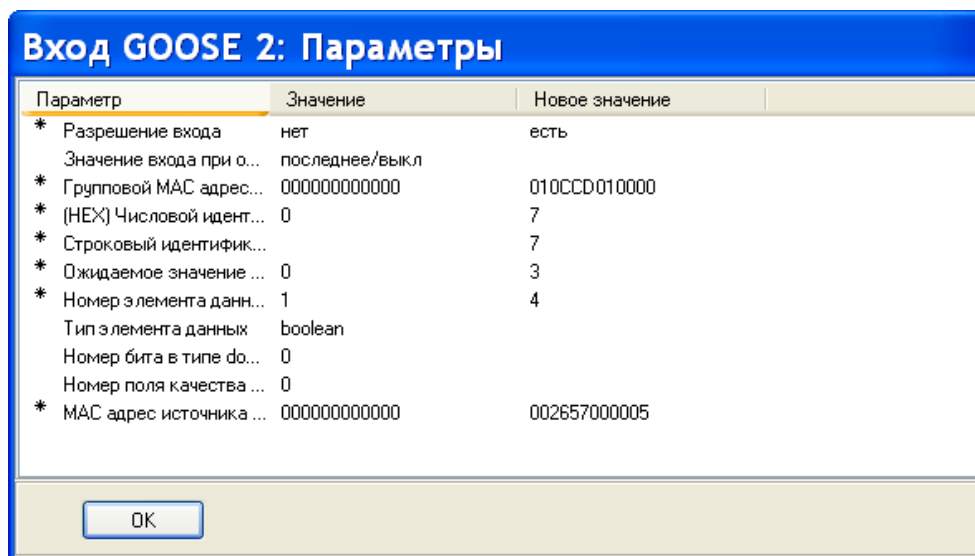 Вход GOOSE 2: Параметры
Параметр Значение Новое значение
* Разрешение входа нет есть
Значение входа при о... последнее/выкл
* Групповой MAC адрес... 000000000000 010CCD010000
* (HEX) Числовой идент... 0 7
* Строковый идентифик... 7
* Ожидаемое значение ... 0 3
* Номер элемента данн... 1 4
Тип элемента данных boolean
Номер бита в типе do... 0
Номер поля качества ... 0
* MAC адрес источника ... 000000000000 002657000005
OK